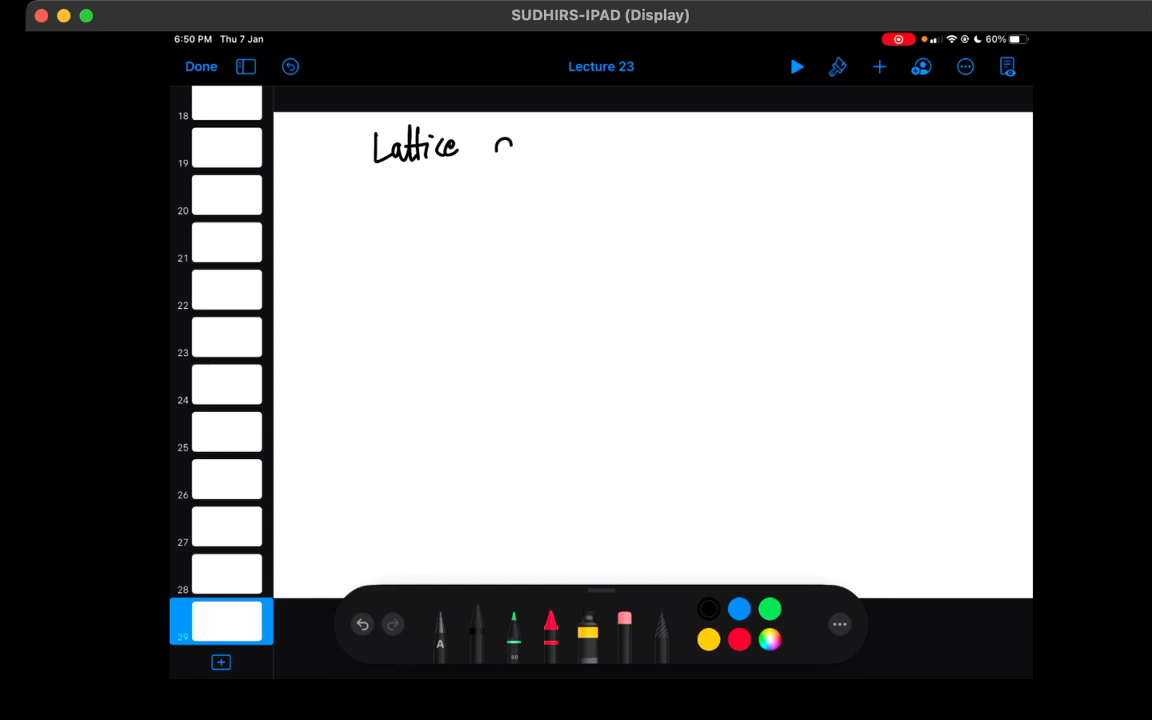 SUDHIRS-IPAD (Display)
6:50 PM Thu 7 Jan
60%
Done
Lecture 23
18
19
20
21
22
23
24
25
26
27
28
29
Lattice
A
80